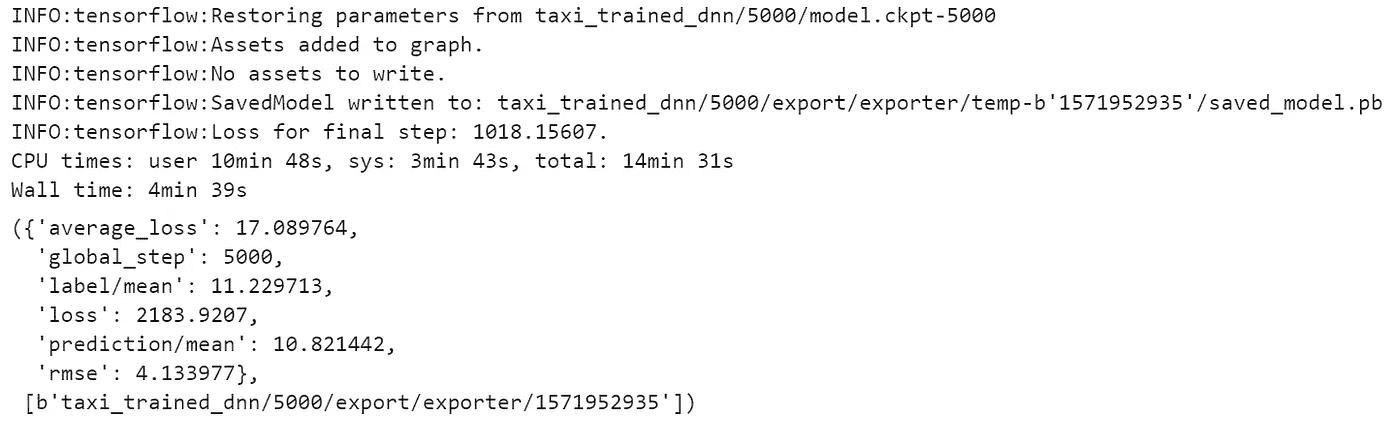 INFO:tensorflow:Restoring parameters from taxi_trained_dnn/5000/model.ckpt-5000
INFO:tensorflow:Assets added to graph.
INFO:tensorflow:No assets to write.
INFO:tensorflow:SavedModel written to: taxi_trained_dnn/5000/export/exporter/temp-b'1571952935'/saved_model.pb
INFO:tensorflow:Loss for final step: 1018.15607.
CPU times: user 10min 48s, sys: 3min 43s, total: 14min 31s
Wall time: 4min 39s
({'average_loss': 17.089764,
  'global_step': 5000,
  'label/mean': 11.229713,
  'loss': 2183.9207,
  'prediction/mean': 10.821442,
  'rmse': 4.133977},
 [b'taxi_trained_dnn/5000/export/exporter/1571952935'])